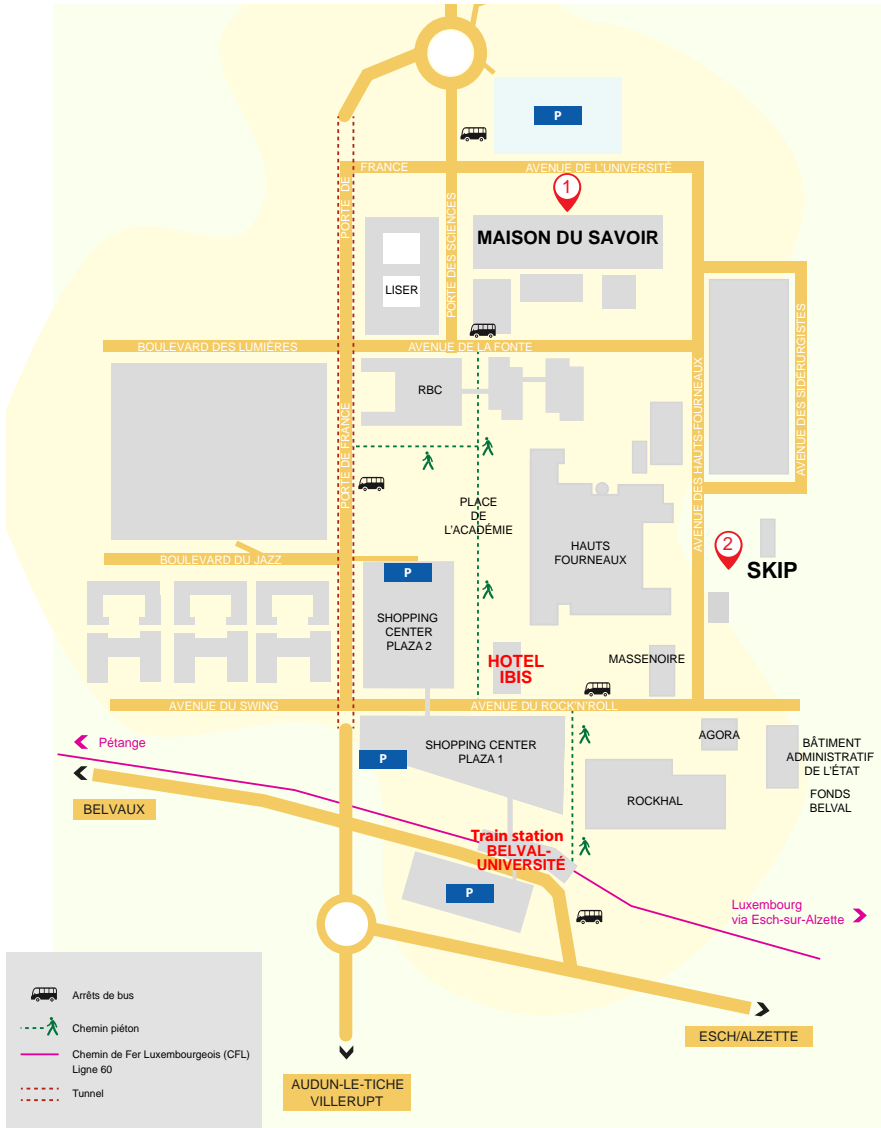 P
FRANCE
AVENUE DE L'UNIVERSITÉ
PORTE DE
1
MAISON DU SAVOIR
PORTE DES SCIENCES
LISER
AVENUE DES SIDERURGISTES
BOULEVARD DES LUMIÈRES
AVENUE DE LA FONTE
RBC
PORTE DE FRANCE
AVENUE DES HAUTS-FOURNEAUX
PLACE
DE
L'ACADÉMIE
HAUTS
FOURNEAUX
2
SKIP
BOULEVARD DU JAZZ
P
SHOPPING
CENTER
PLAZA 2
HOTEL
IBIS
MASSENOIRE
AVENUE DU SWING
AVENUE DU ROCK'N'ROLL
Pétange
P
SHOPPING CENTER
PLAZA 1
AGORA
BÂTIMENT
ADMINISTRATIF
DE L'ÉTAT
FONDS
BELVAL
BELVAUX
ROCKHAL
Train station
BELVAL-
UNIVERSITÉ
P
Luxembourg
via Esch-sur-Alzette
Arrêts de bus
Chemin piéton
Chemin de Fer Luxembourgeois (CFL)
Ligne 60
Tunnel
ESCH/ALZETTE
AUDUN-LE-TICHE
VILLERUPT